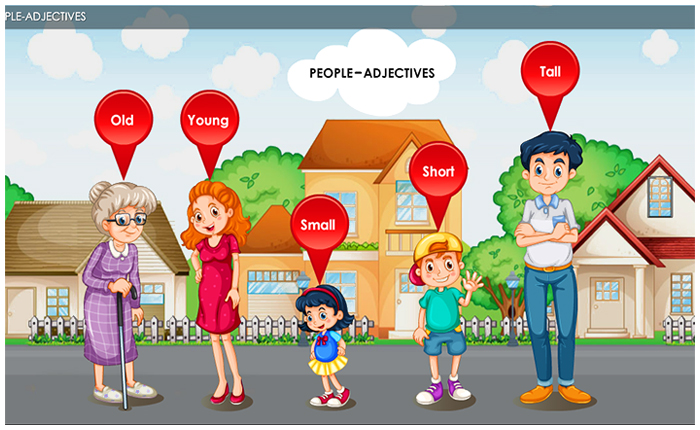 PLE-ADJECTIVES
PEOPLE-ADJECTIVES
Old
Young
Small
Short
Tall